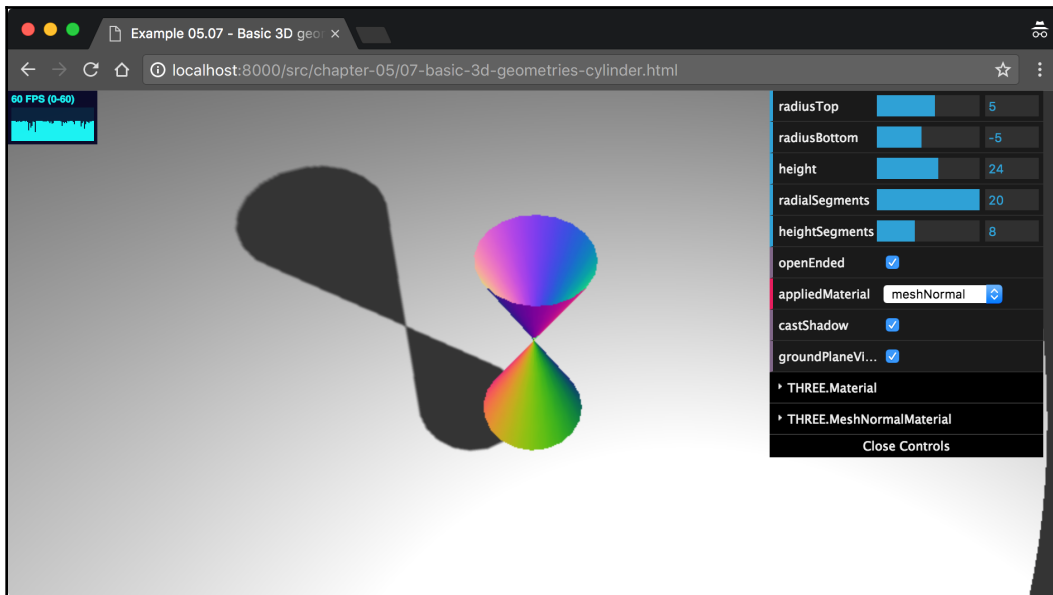 Example 05.07 - Basic 3D geor
localhost:8000/src/chapter-05/07-basic-3d-geometries-cylinder.html
60 FPS (0-60)
radiusTop 5
radiusBottom -5
height 24
radialSegments 20
heightSegments 8
openEnded
appliedMaterial meshNormal
castShadow
groundPlaneVi...
THREE.Material
THREE.MeshNormalMaterial
Close Controls